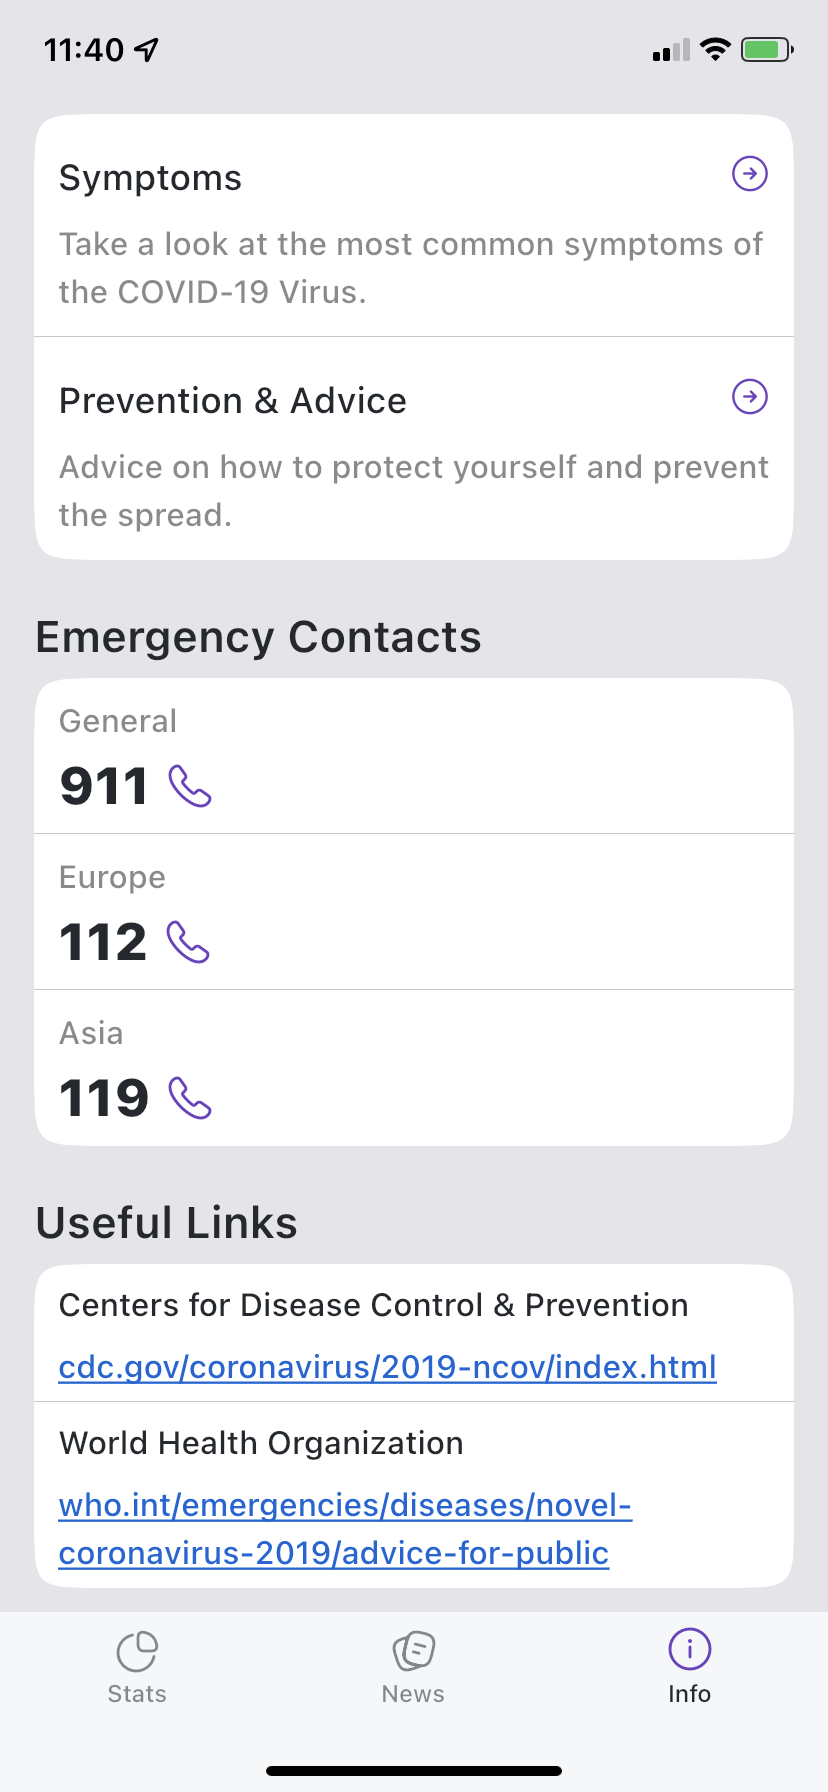 11:40
Symptoms
Take a look at the most common symptoms of
the COVID-19 Virus.
Prevention & Advice
Advice on how to protect yourself and prevent
the spread.
Emergency Contacts
General
911
Europe
112
Asia
119
Useful Links
Centers for Disease Control & Prevention
cdc.gov/coronavirus/2019-ncov/index.html
World Health Organization
who.int/emergencies/diseases/novel-
coronavirus-2019/advice-for-public
Stats
News
Info